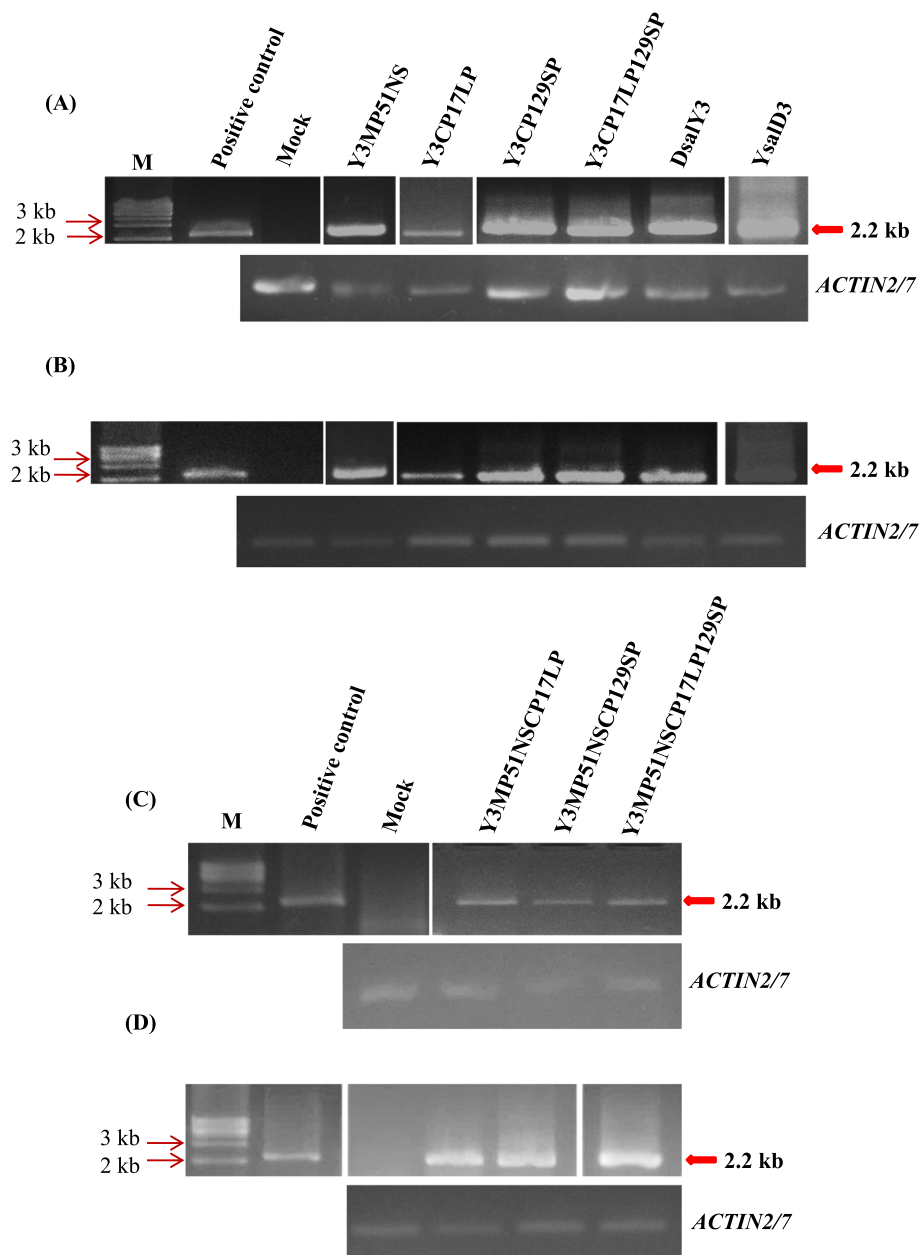 (A)
M
Positive control
Mock
Y3MP51NS
Y3CP17LP
Y3CP129SP
Y3CP17LP129SP
DsalY3
YsalD3
3 kb
2 kb
2.2 kb
ACTIN2/7
(B)
3 kb
2 kb
2.2 kb
ACTIN2/7
(C)
M
Positive control
Mock
Y3MP51NSCP17LP
Y3MP51NSCP129SP
Y3MP51NSCP17LP129SP
3 kb
2 kb
2.2 kb
ACTIN2/7
(D)
3 kb
2 kb
2.2 kb
ACTIN2/7